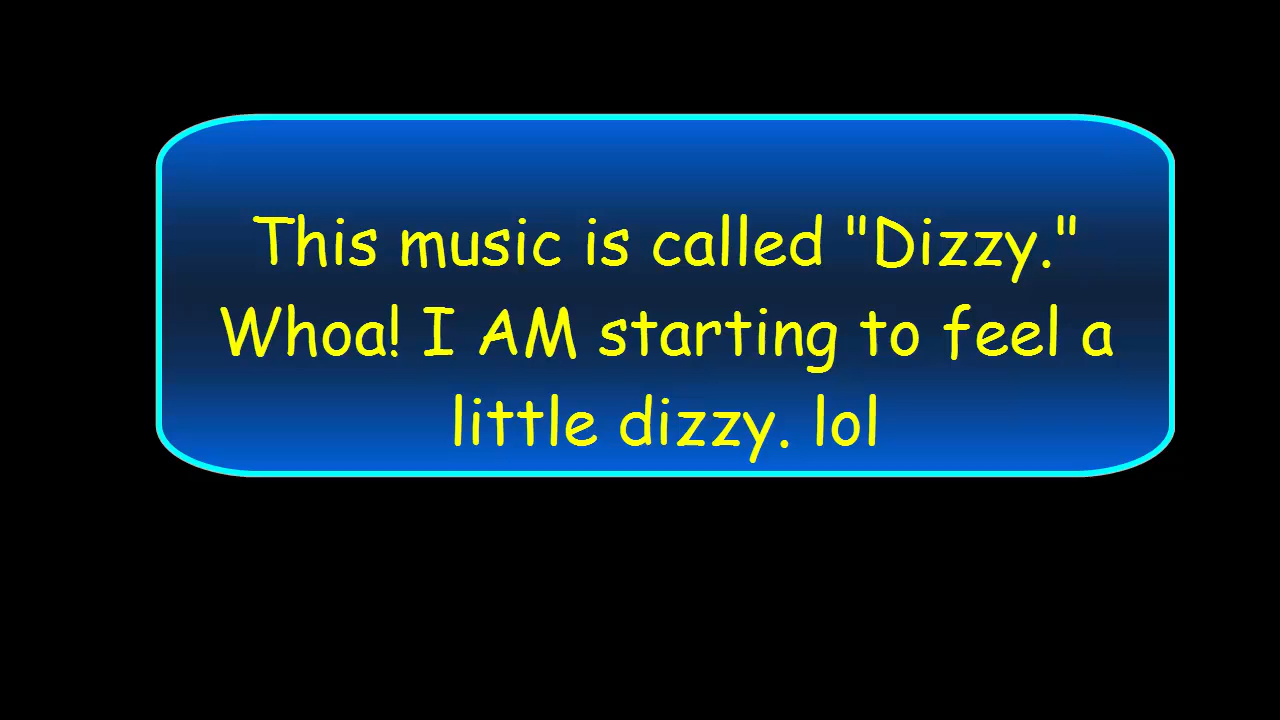 This music is called "Dizzy."
Whoa! I AM starting to feel a
little dizzy. lol